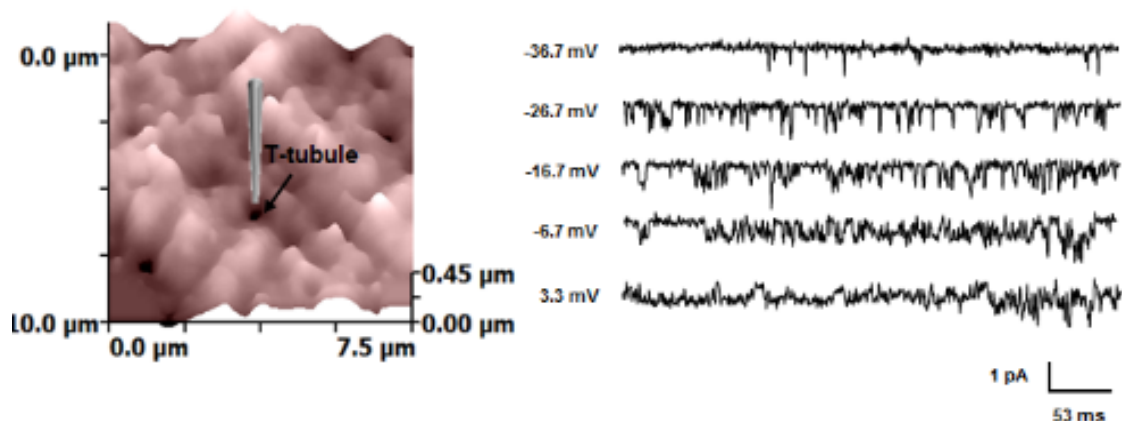 0.0 µm
T-tubule
0.45 µm
10.0 µm
0.00 µm
0.0 µm
7.5 µm
-36.7 mV
-26.7 mV
-16.7 mV
-6.7 mV
3.3 mV
1 pA
53 ms